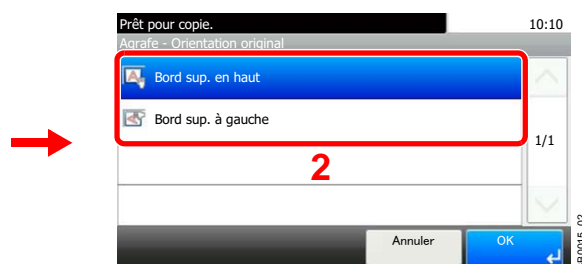 Prêt pour copie. 10:10
Agrafe - Orientation original
Bord sup. en haut
Bord sup. à gauche
1/1
2
Annuler OK
B0015_02